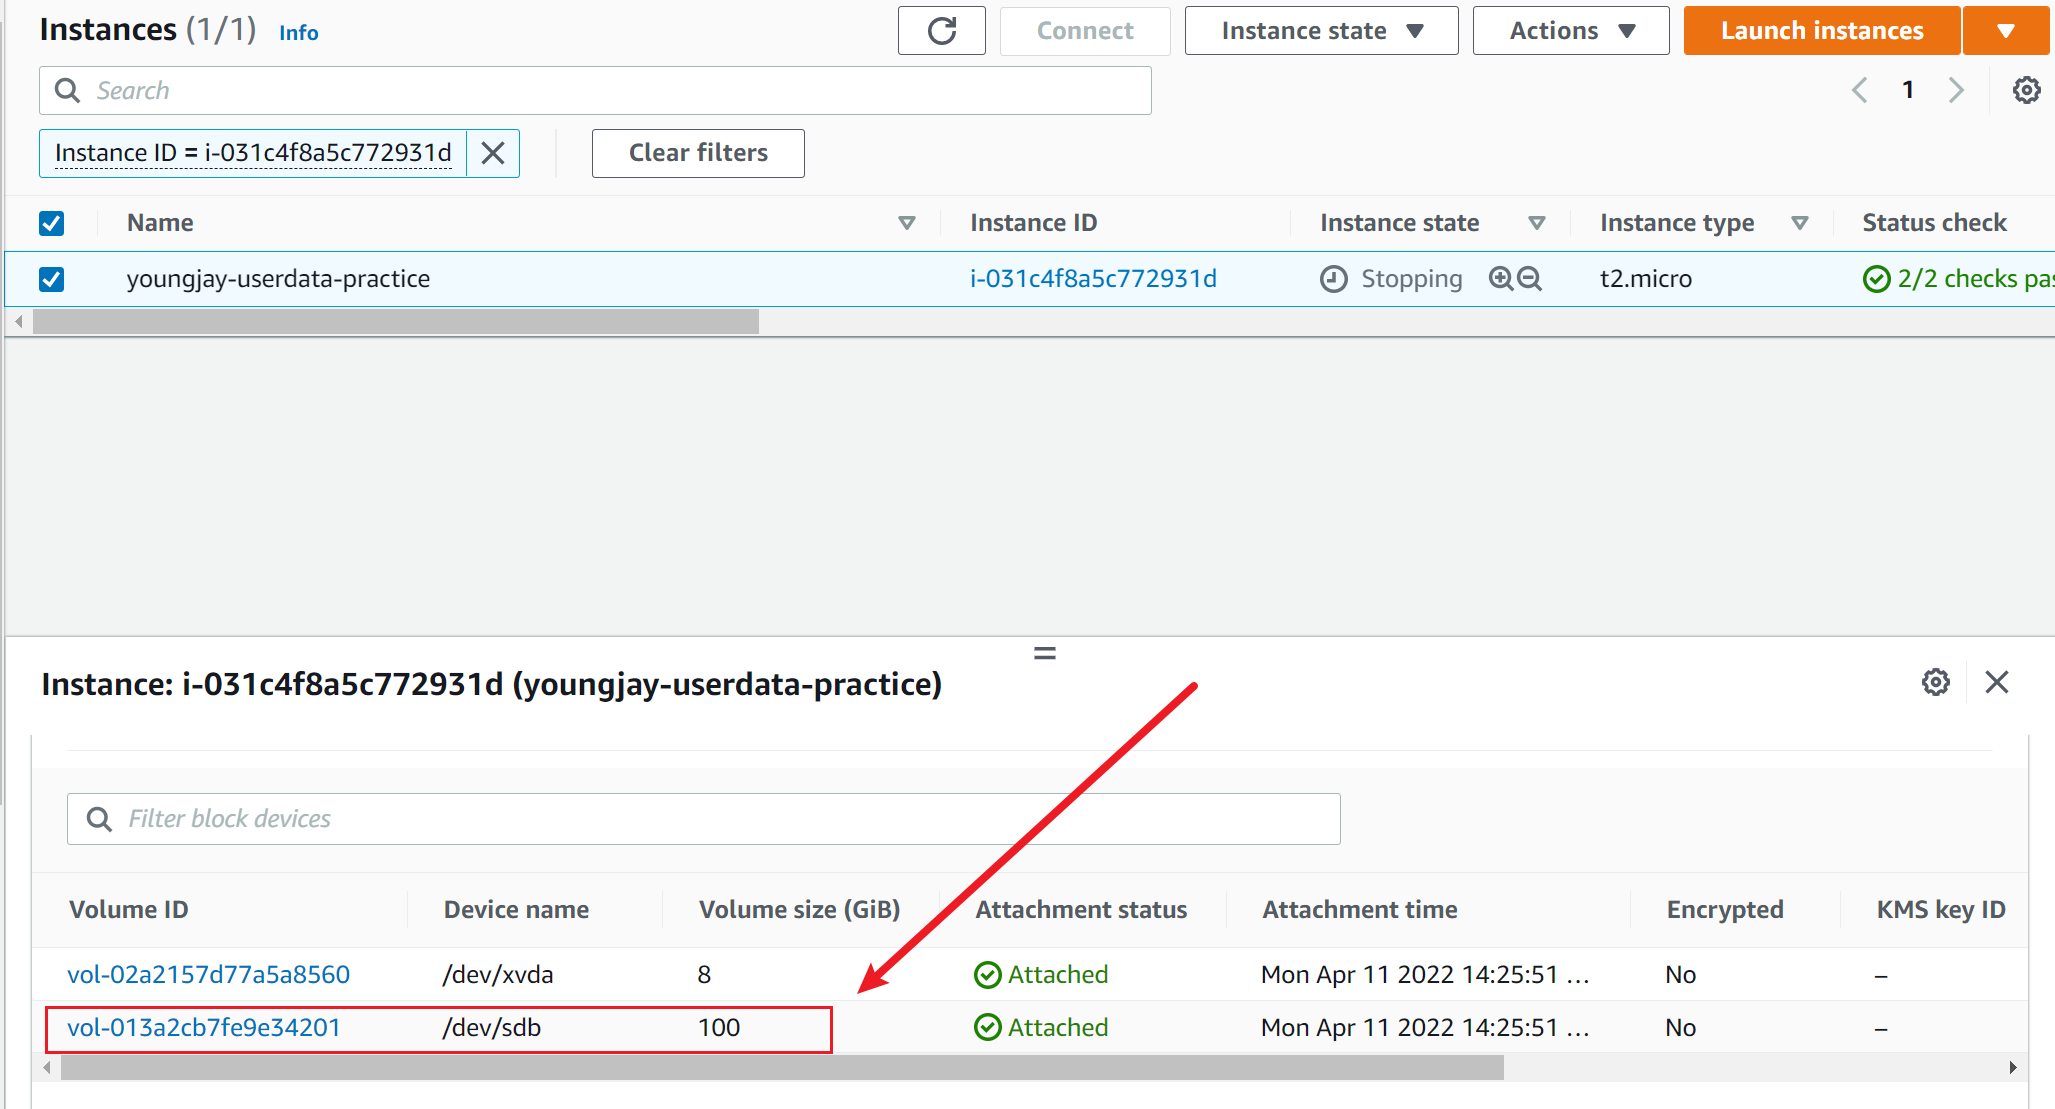 Instances (1/1) Info Connect Instance state Actions Launch instances
Search 1
Instance ID = i-031c4f8a5c772931d Clear filters
Name Instance ID Instance state Instance type Status check
youngjay-userdata-practice i-031c4f8a5c772931d Stopping t2.micro 2/2 checks pas
Instance: i-031c4f8a5c772931d (youngjay-userdata-practice)
Filter block devices
Volume ID Device name Volume size (GiB) Attachment status Attachment time Encrypted KMS key ID
vol-02a2157d77a5a8560 /dev/xvda 8 Attached Mon Apr 11 2022 14:25:51 ... No –
vol-013a2cb7fe9e34201 /dev/sdb 100 Attached Mon Apr 11 2022 14:25:51 ... No –